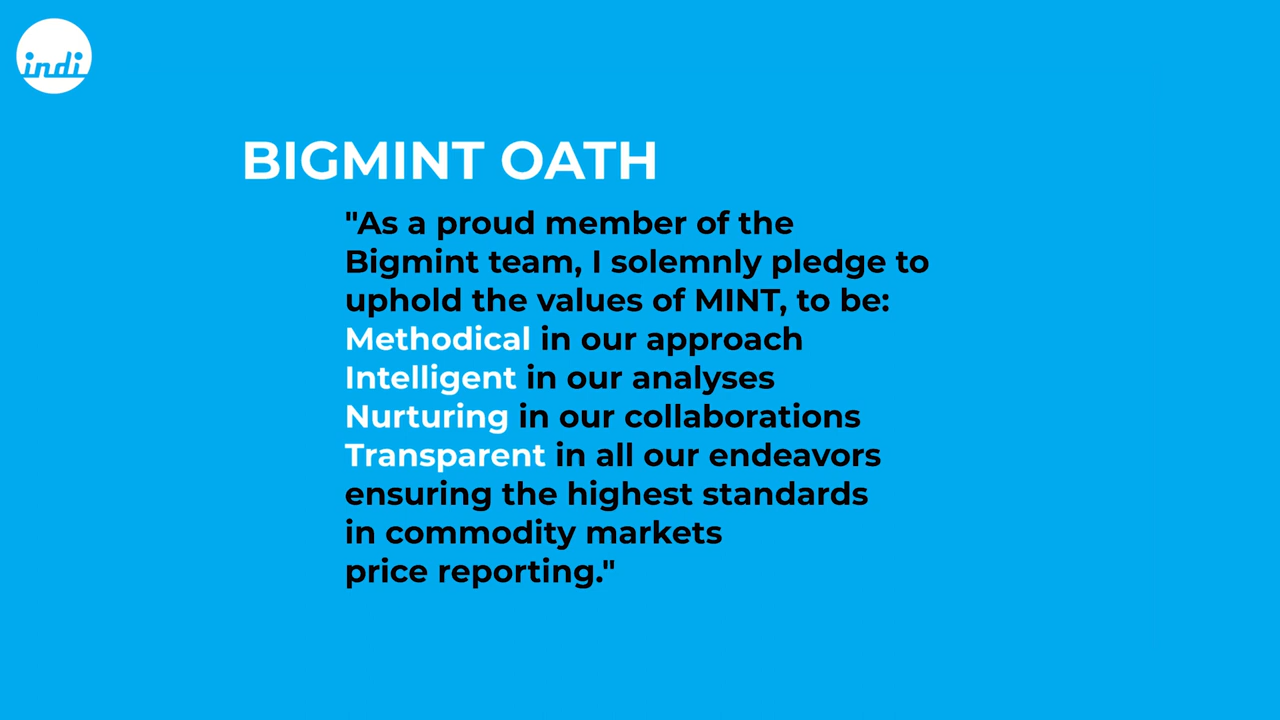 indi
BIGMINT OATH
"As a proud member of the
Bigmint team, I solemnly pledge to
uphold the values of MINT, to be:
Methodical in our approach
Intelligent in our analyses
Nurturing in our collaborations
Transparent in all our endeavors
ensuring the highest standards
in commodity markets
price reporting."